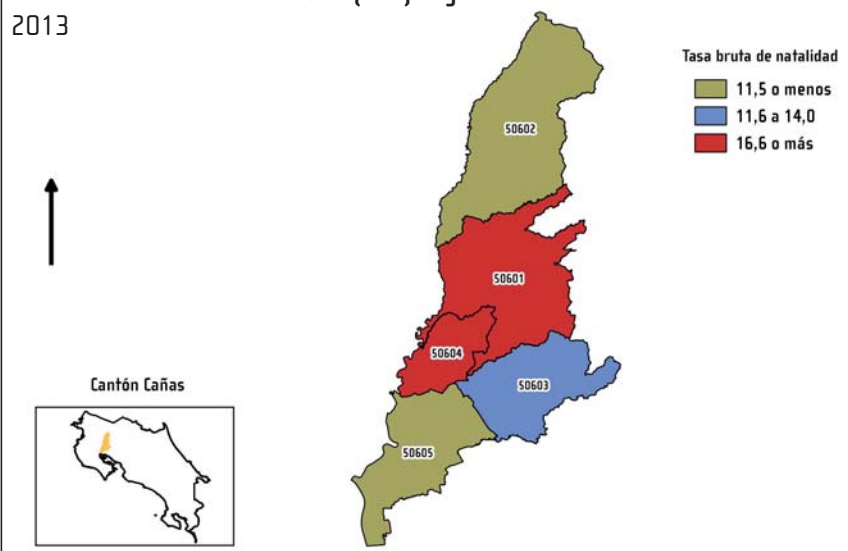 2013
Tasa bruta de natalidad
11,5 o menos
11,6 a 14,0
16,6 o más
50602
50601
50604
50603
50605
Cantón Cañas